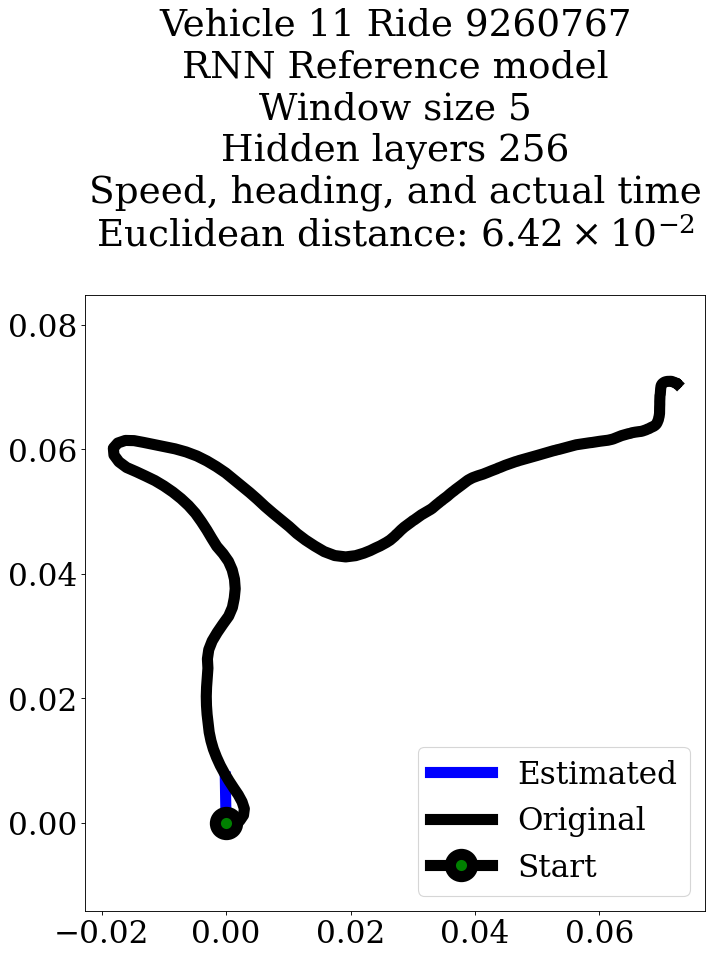 Vehicle 11 Ride 9260767
RNN Reference model
Window size 5
Hidden layers 256
Speed, heading, and actual time
Euclidean distance: 6.42 × 10⁻²
0.08
0.06
0.04
0.02
0.00
Estimated
Original
Start
−0.02 0.00 0.02 0.04 0.06